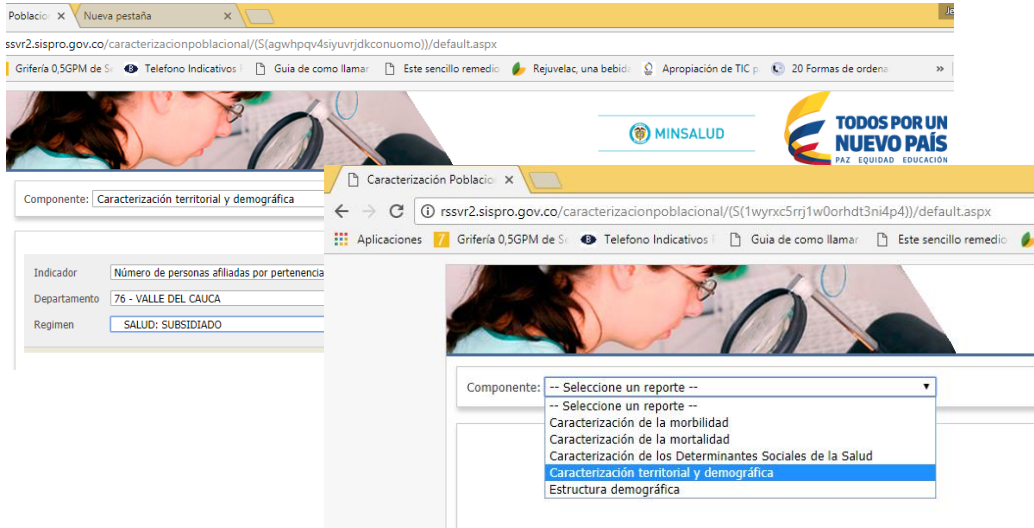 Poblacio
Nueva pestaña
ssvr2.sispro.gov.co/caracterizacionpoblacional/(S(agwhpqv4siyuvrjdkconuomo))/default.aspx
Grifería 0,5GPM de S
Telefono Indicativos
Guia de como llamar
Este sencillo remedio
Rejuvelac, una bebida
Apropiación de TIC p
20 Formas de ordena
»
MINSALUD
TODOS POR UN
NUEVO PAÍS
PAZ EQUIDAD EDUCACIÓN
Componente: Caracterización territorial y demográfica
Indicador Número de personas afiliadas por pertenencia
Departamento 76 - VALLE DEL CAUCA
Regimen SALUD: SUBSIDIADO
Caracterización Poblacio
rssvr2.sispro.gov.co/caracterizacionpoblacional/(S(1wyrxc5rrj1w0orhdt3ni4p4))/default.aspx
Aplicaciones
7 Grifería 0,5GPM de S
Telefono Indicativos
Guia de como llamar
Este sencillo remedio
Componente: -- Seleccione un reporte --
-- Seleccione un reporte --
Caracterización de la morbilidad
Caracterización de la mortalidad
Caracterización de los Determinantes Sociales de la Salud
Caracterización territorial y demográfica
Estructura demográfica